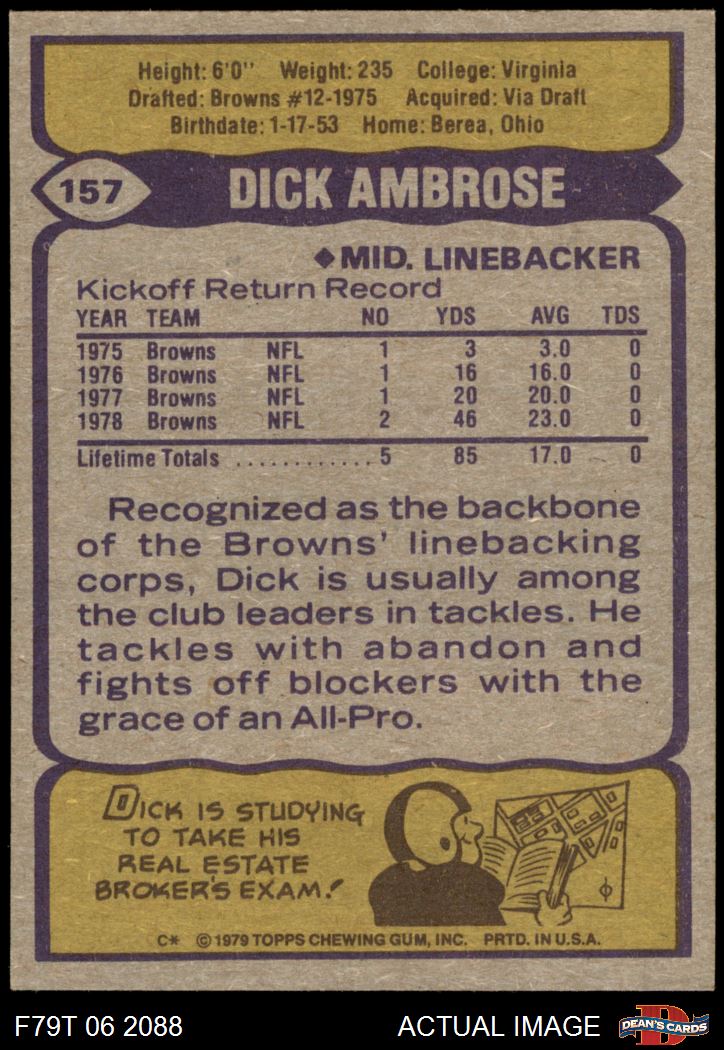 Height: 6'0" Weight: 235 College: Virginia
Drafted: Browns #12-1975 Acquired: Via Draft
Birthdate: 1-17-53 Home: Berea, Ohio
157 DICK AMBROSE
◆MID. LINEBACKER
Kickoff Return Record
YEAR TEAM NO YDS AVG TDS
1975 Browns NFL 1 3 3.0 0
1976 Browns NFL 1 16 16.0 0
1977 Browns NFL 1 20 20.0 0
1978 Browns NFL 2 46 23.0 0
Lifetime Totals ............5 85 17.0 0
Recognized as the backbone
of the Browns' linebacking
corps, Dick is usually among
the club leaders in tackles. He
tackles with abandon and
fights off blockers with the
grace of an All-Pro.
DICK IS STUDYING
TO TAKE HIS
REAL ESTATE
BROKER'S EXAM!
C* © 1979 TOPPS CHEWING GUM, INC. PRTD. IN U.S.A.
F79T 06 2088 ACTUAL IMAGE D DEAN'S CARDS